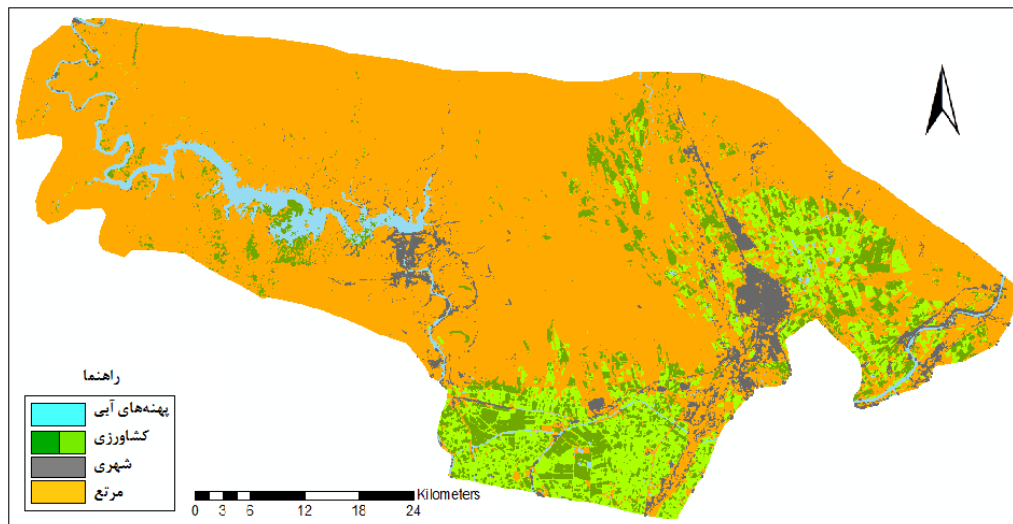 راهنما
پهنه‌های آبی
کشاورزی
شهری
مرتع
Kilometers
0 3 6 12 18 24